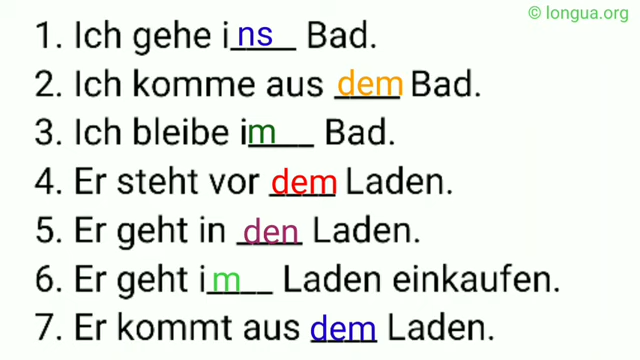 © longua.org
1. Ich gehe ins Bad.
2. Ich komme aus dem Bad.
3. Ich bleibe im Bad.
4. Er steht vor dem Laden.
5. Er geht in den Laden.
6. Er geht im Laden einkaufen.
7. Er kommt aus dem Laden.